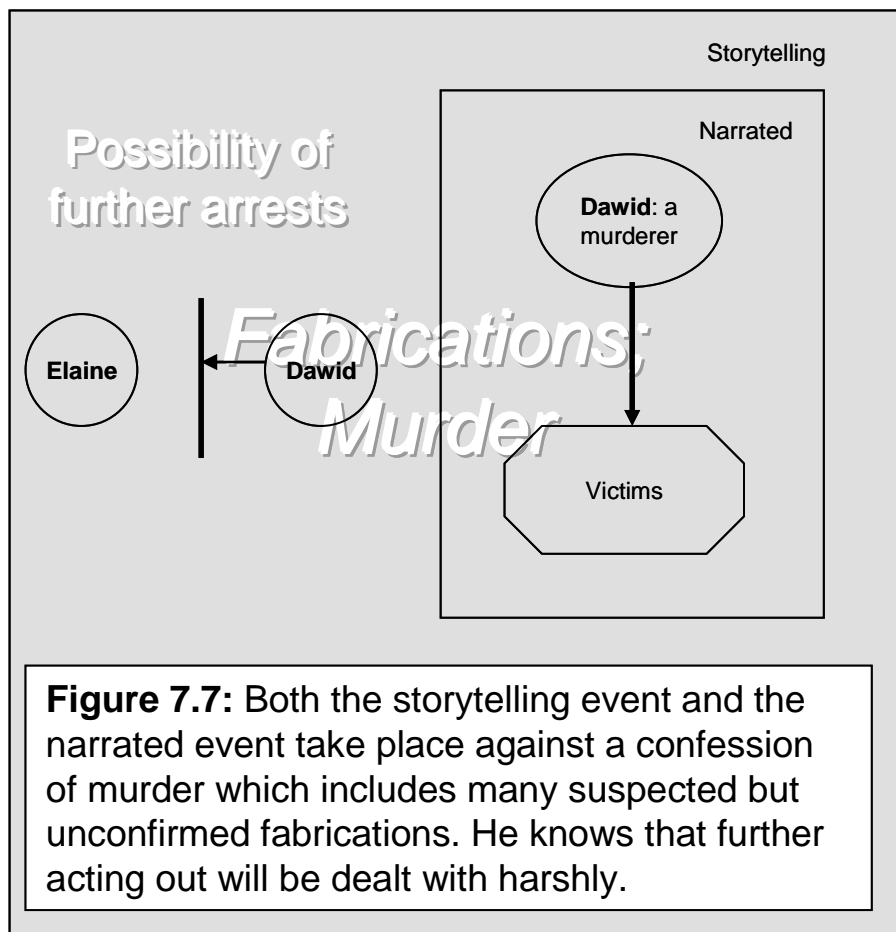 Storytelling
Narrated
Possibility of
further arrests
Dawid: a
murderer
Fabrications;
Murder
Elaine
Dawid
Victims
Figure 7.7: Both the storytelling event and the
narrated event take place against a confession
of murder which includes many suspected but
unconfirmed fabrications. He knows that further
acting out will be dealt with harshly.